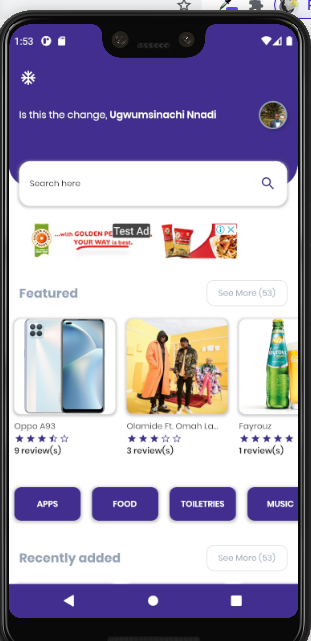 1:53
Is this the change, Ugwumsinachi Nnadi
Search here
...with GOLDEN PE
Test Ad
YOUR WAY is best.
Featured
See More (53)
Oppo A93
Olamide Ft. Omah La...
Fayrouz
9 review(s)
3 review(s)
1 review(s)
APPS
FOOD
TOILETRIES
MUSIC
Recently added
See More (53)